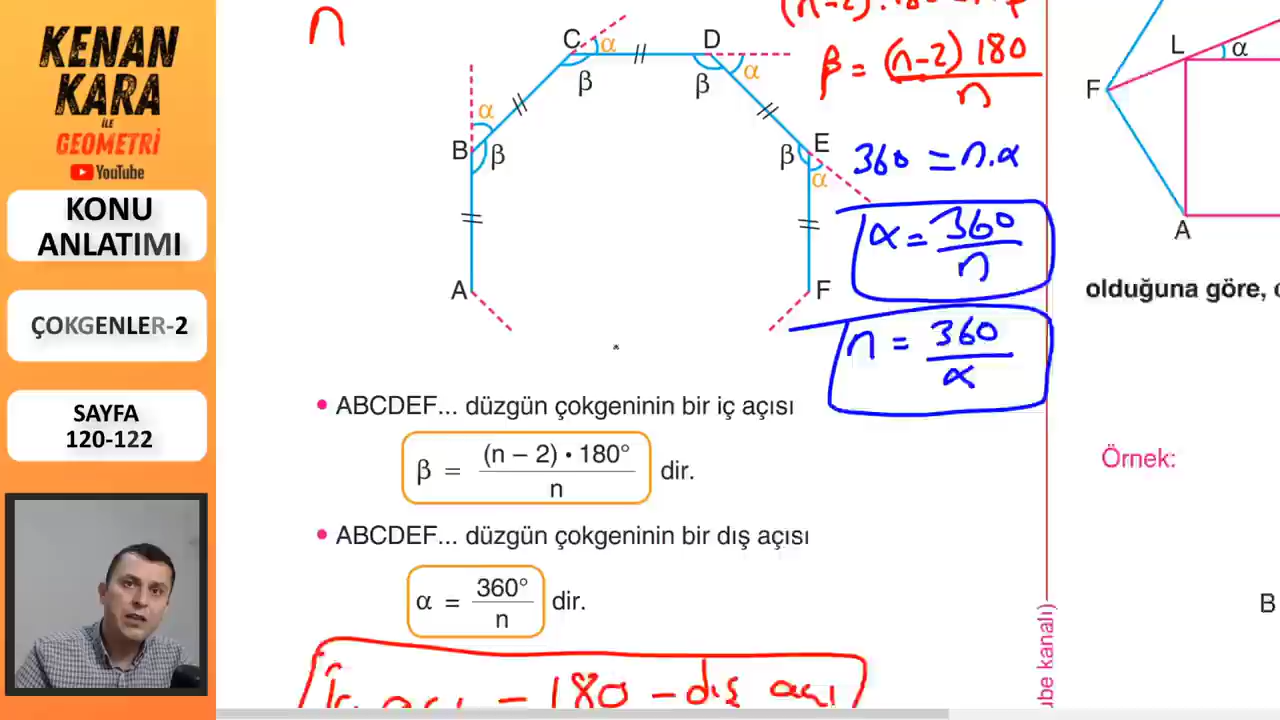 KENAN
KARA
İLE
GEOMETRİ
YouTube
KONU
ANLATIMI
ÇOKGENLER-2
SAYFA
120-122
n
C α D
β β α
α
B β β E
α
A F
β = (n-2) 180
n
360 = n.α
α = 360
n
n = 360
α
• ABCDEF... düzgün çokgeninin bir iç açısı
β = (n – 2) • 180°
n
dir.
• ABCDEF... düzgün çokgeninin bir dış açısı
α = 360°
n
dir.
İç açı = 180 - dış açı
L α
F
A
olduğuna göre,
Örnek:
B
ube kanalı)